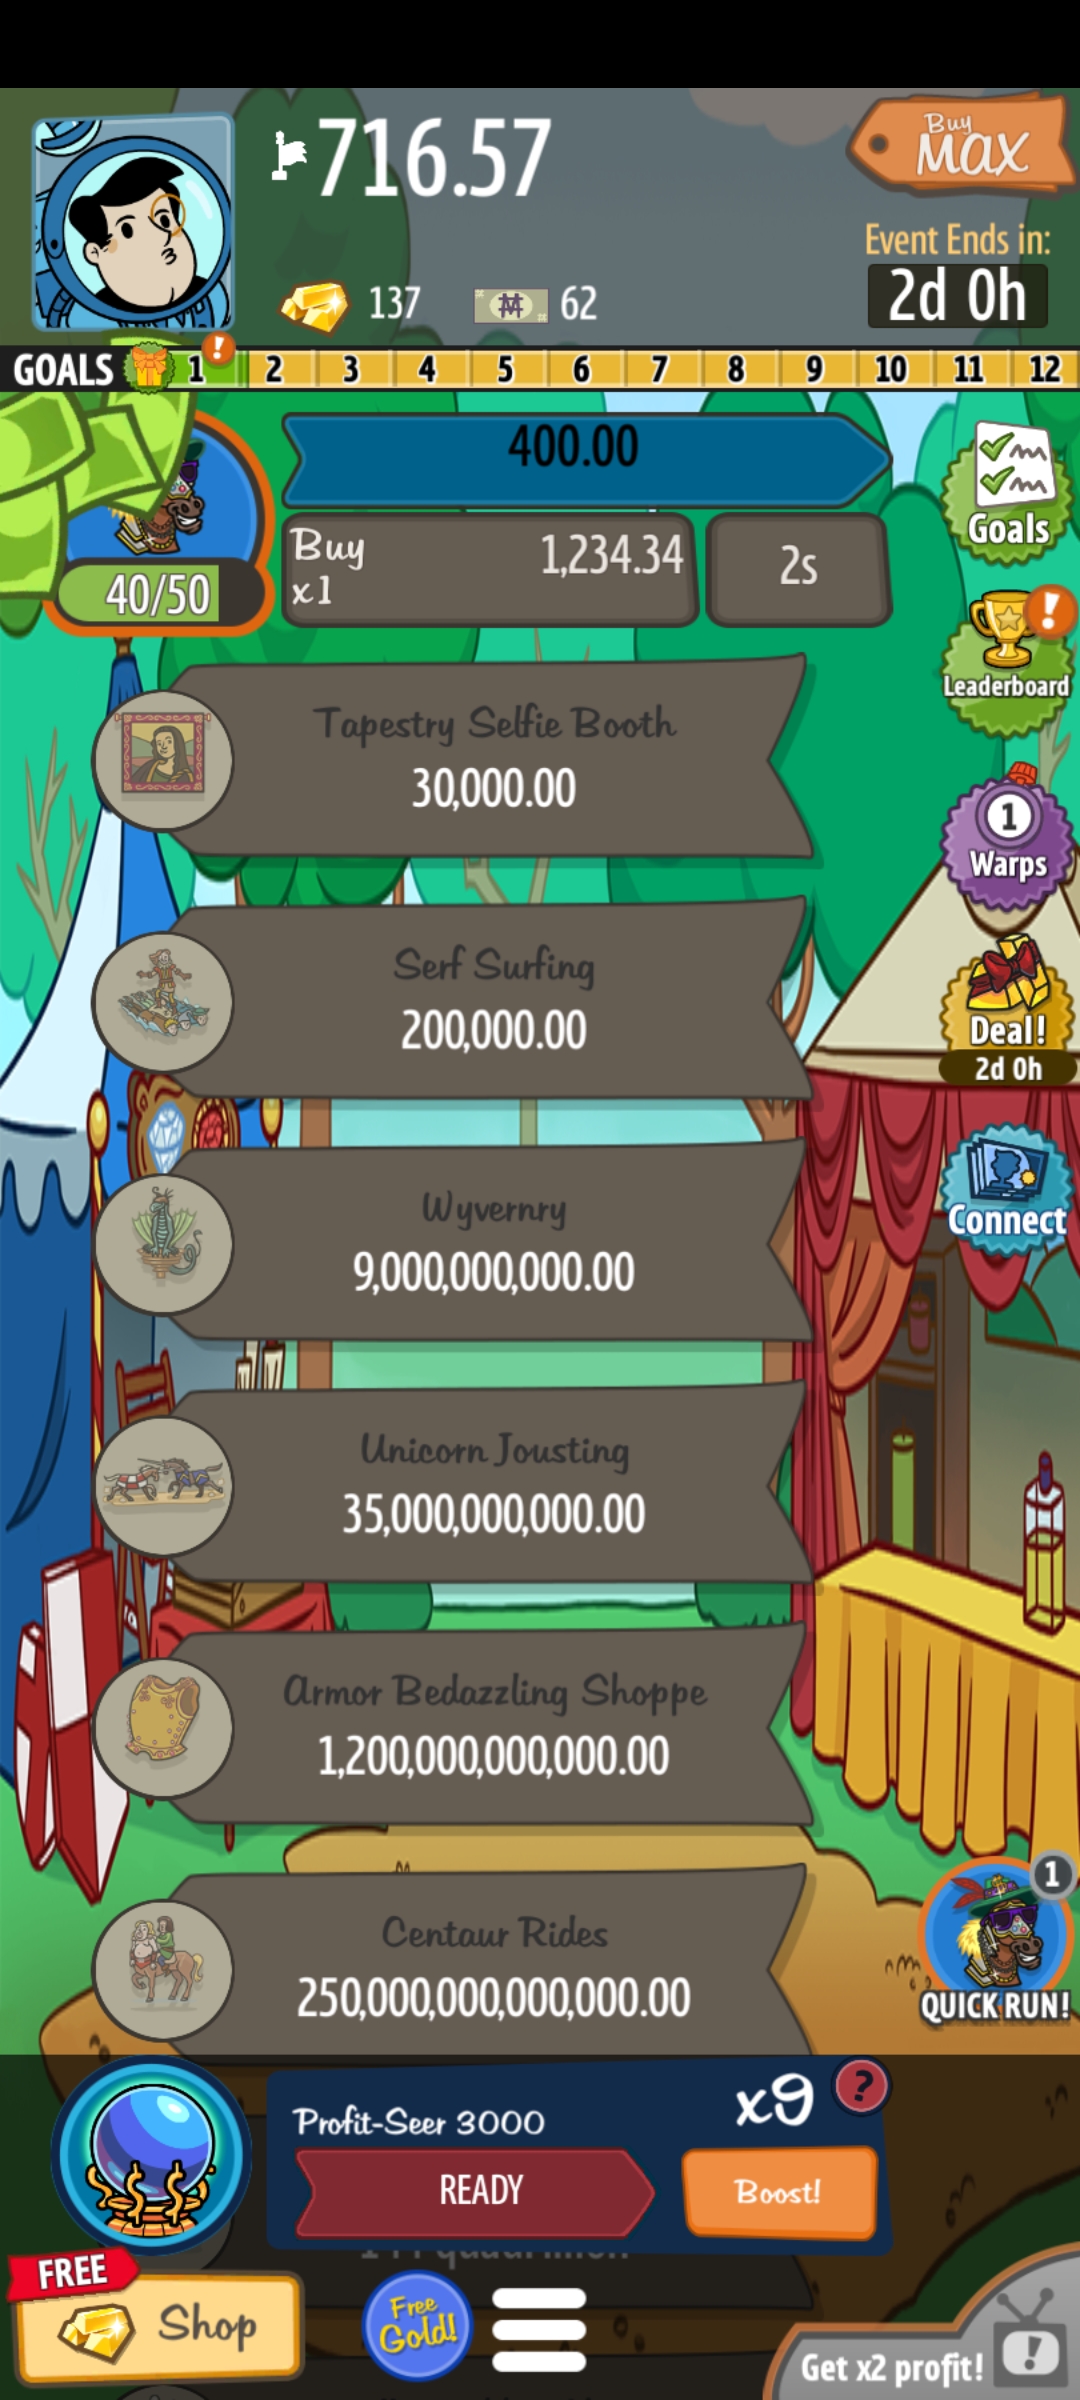 716.57
Buy
MAX
Event Ends in:
2d 0h
137
62
GOALS 1 2 3 4 5 6 7 8 9 10 11 12
!
400.00
Buy
x1
1,234.34
2s
40/50
Goals
!
Leaderboard
Tapestry Selfie Booth
30,000.00
1
Warps
Serf Surfing
200,000.00
Deal!
2d 0h
Wyvernry
9,000,000,000.00
Connect
Unicorn Jousting
35,000,000,000.00
Armor Bedazzling Shoppe
1,200,000,000,000.00
Centaur Rides
250,000,000,000,000.00
1
QUICK RUN!
Profit-Seer 3000
x9
?
READY
Boost!
FREE
Shop
Free
Gold!
Get x2 profit!
!